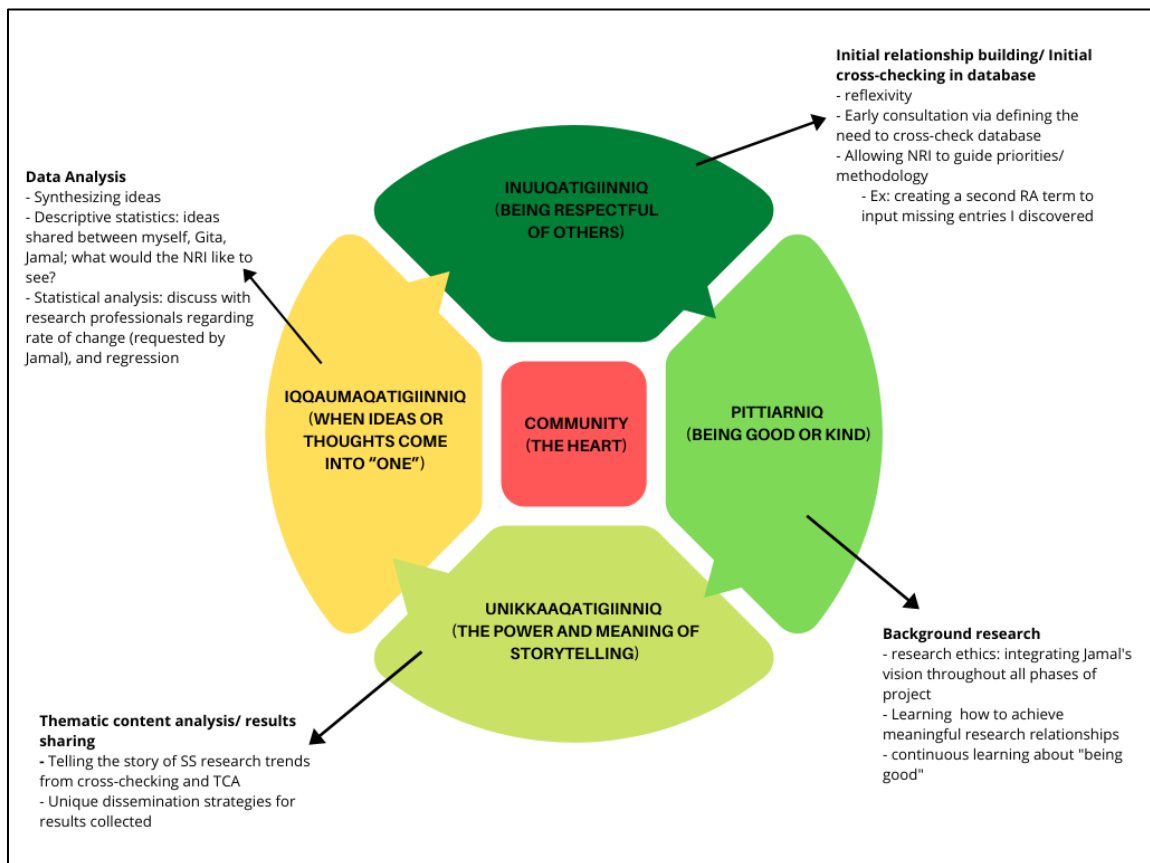 Initial relationship building/ Initial
cross-checking in database
- reflexivity
- Early consultation via defining the
need to cross-check database
- Allowing NRI to guide priorities/
methodology
- Ex: creating a second RA term to
input missing entries I discovered
INUUQATIGIINNIQ
(BEING RESPECTFUL
OF OTHERS)
Data Analysis
- Synthesizing ideas
- Descriptive statistics: ideas
shared between myself, Gita,
Jamal; what would the NRI like to
see?
- Statistical analysis: discuss with
research professionals regarding
rate of change (requested by
Jamal), and regression
IQQAUMAQATIGIINNIQ
(WHEN IDEAS OR
THOUGHTS COME
INTO “ONE”)
COMMUNITY
(THE HEART)
PITTIARNIQ
(BEING GOOD OR KIND)
UNIKKAAQATIGIINNIQ
(THE POWER AND MEANING OF
STORYTELLING)
Background research
- research ethics: integrating Jamal's
vision throughout all phases of
project
- Learning how to achieve
meaningful research relationships
- continuous learning about "being
good"
Thematic content analysis/ results
sharing
- Telling the story of SS research trends
from cross-checking and TCA
- Unique dissemination strategies for
results collected